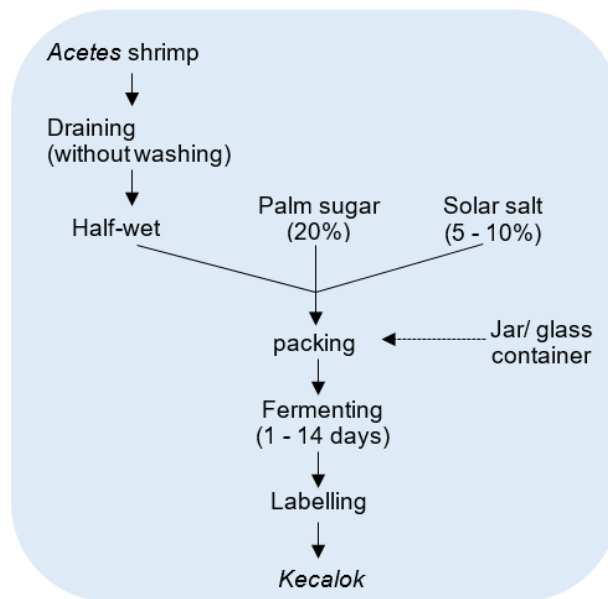 Acetes shrimp
Draining
(without washing)
Half-wet
Palm sugar
(20%)
Solar salt
(5 - 10%)
packing
Jar/ glass
container
Fermenting
(1 - 14 days)
Labelling
Kecalok